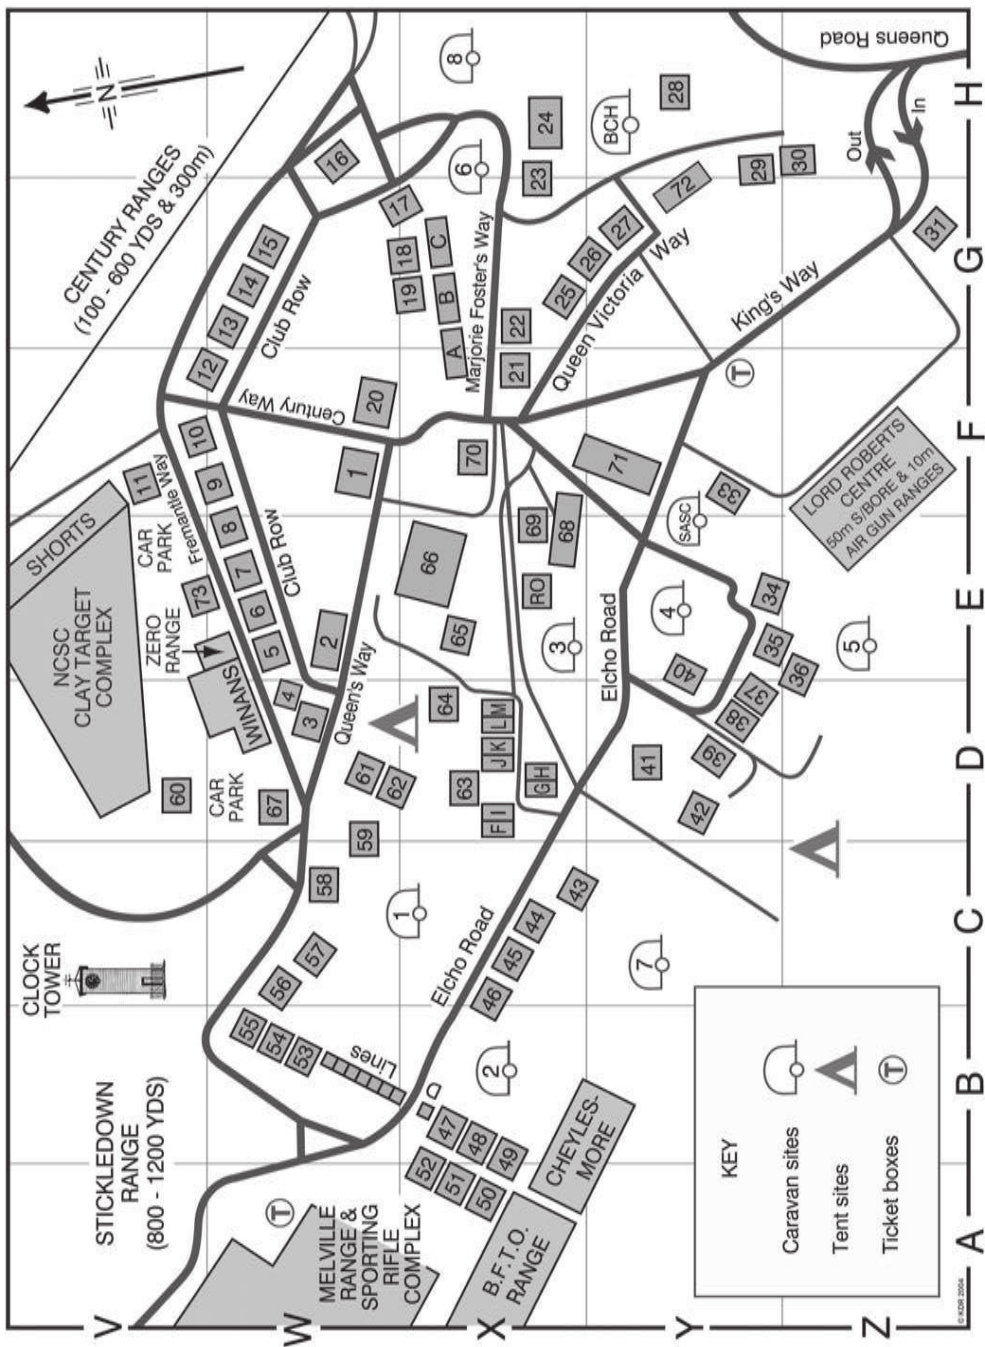 Queens Road
H
8
28
24
BCH
N
Out
In
CENTURY RANGES
(100 - 600 YDS & 300m)
16
6
23
29
30
72
17
15
C
27
31
18
G
14
19
B
26
25
Marjorie Foster's Way
Queen Victoria Way
King's Way
Club Row
13
22
12
A
21
T
Century Way
20
10
F
1
70
71
11
9
Fremantle Way
33
LORD ROBERTS
CENTRE
50m S/BORE & 10m
AIR GUN RANGES
SHORTS
CAR
PARK
8
Club Row
69
68
SASC
66
7
73
RO
E
34
6
4
NCSC
CLAY TARGET
COMPLEX
ZERO
RANGE
2
65
3
5
35
5
Elcho Road
40
36
WINANS
4
3
Queen's Way
64
L M
37
38
J K
39
D
61
62
63
G H
41
60
CAR
PARK
67
F I
42
59
58
43
C
1
44
57
45
7
CLOCK
TOWER
56
Elcho Road
46
55
54
53
Lines
2
B
STICKLEDOWN
RANGE
(800 - 1200 YDS)
47
48
49
CHEYLES-
MORE
52
51
50
T
MELVILLE
RANGE &
SPORTING
RIFLE
COMPLEX
B.F.T.O.
RANGE
A
KEY
Caravan sites
Tent sites
Ticket boxes
T
V
W
X
Y
Z
© KDR 2004